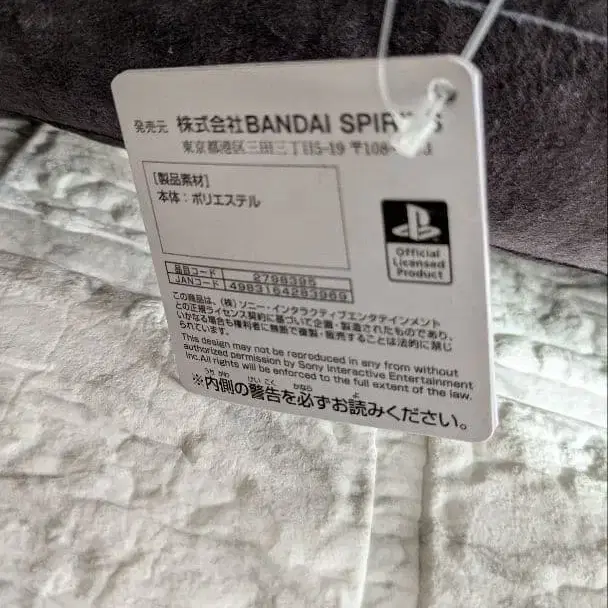 発売元 株式会社BANDAI SPIRITS
東京都港区三田三丁目5-19 〒108-
[製品素材]
本体：ポリエステル
Official
Licensed
Product
品目コード 2798395
JANコード 4983164283969
この商品は、(株)ソニー・インタラクティブエンタテインメント
との正規ライセンス契約に基づいて企画・製造されたものであり、
いかなる場合も権利者に無断で複製・販売することは法的に禁じ
られています。
This design may not be reproduced in any from without
authorized permission by Sony Interactive Entertainment
Inc.All rights will be enforced to the full extent of the law.
※内側の警告を必ずお読みください。